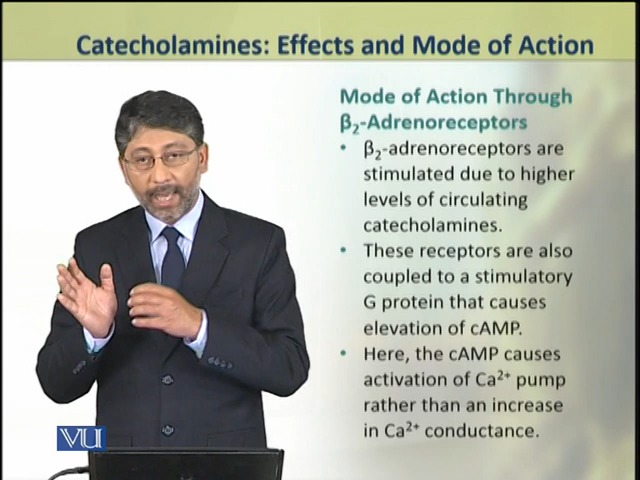 Catecholamines: Effects and Mode of Action
Mode of Action Through
β₂-Adrenoreceptors
• β₂-adrenoreceptors are
stimulated due to higher
levels of circulating
catecholamines.
• These receptors are also
coupled to a stimulatory
G protein that causes
elevation of cAMP.
• Here, the cAMP causes
activation of Ca²⁺ pump
rather than an increase
in Ca²⁺ conductance.
VU